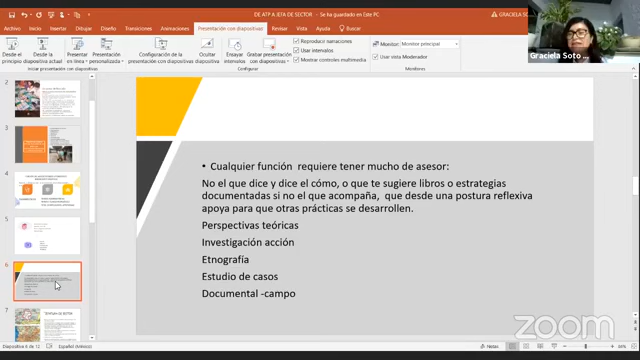 DE ATP A JEFA DE SECTOR - Se ha guardado en Este PC
GRACIELA S
Archivo Inicio Insertar Dibujar Diseño Transiciones Animaciones Presentación con diapositivas Revisar Vista Ayuda Buscar
Desde el principio
Desde la diapositiva actual
Presentar en línea
Presentación personalizada
Configuración de la presentación con diapositivas
Ocultar diapositiva
Ensayar intervalos
Grabar presentación con diapositivas
Reproducir narraciones
Usar intervalos
Mostrar controles multimedia
Monitor: Monitor principal
Usar vista Moderador
Iniciar presentación con diapositivas
Configurar
Monitores
Graciela Soto
2
3
4
5
6
7
• Cualquier función requiere tener mucho de asesor:
No el que dice y dice el cómo, o que te sugiere libros o estrategias
documentadas si no el que acompaña, que desde una postura reflexiva
apoya para que otras prácticas se desarrollen.
Perspectivas teóricas
Investigación acción
Etnografía
Estudio de casos
Documental -campo
zoom
Diapositiva 6 de 12
Español (México)
Notas